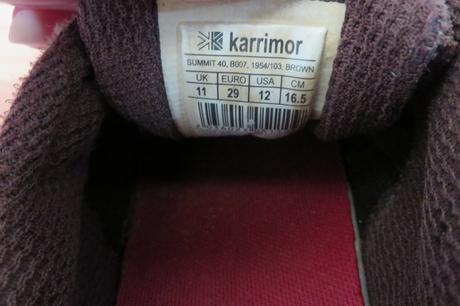 karrimor
SUMMIT 40, B007, 1954/103, BROWN
UK EURO USA CM
11 29 12 16.5